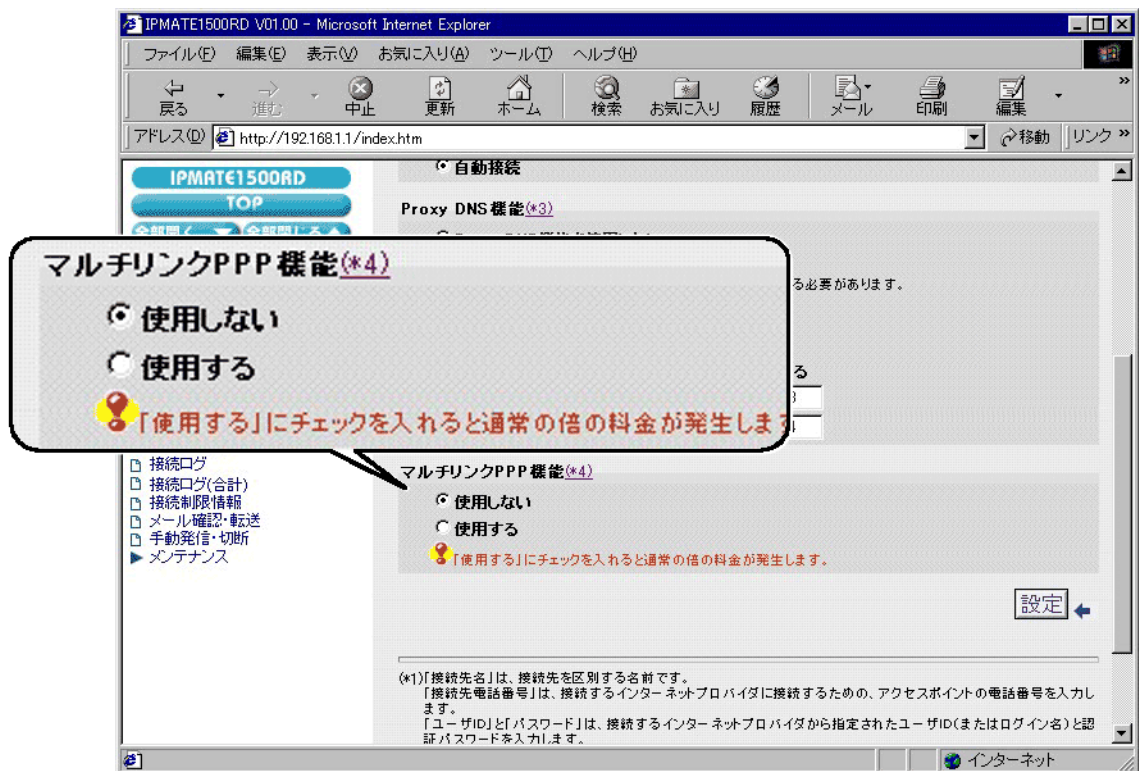 IPMATE1500RD V01.00 - Microsoft Internet Explorer
ファイル(F) 編集(E) 表示(V) お気に入り(A) ツール(T) ヘルプ(H)
戻る 進む 中止 更新 ホーム 検索 お気に入り 履歴 メール 印刷 編集 »
アドレス(D) http://192.168.1.1/index.htm 移動 リンク »
IPMATE1500RD
TOP
全部開く 全部閉じる
自動接続
Proxy DNS機能(*3)
る必要があります。
る
マルチリンクPPP機能(*4)
使用しない
使用する
「使用する」にチェックを入れると通常の倍の料金が発生します
接続ログ
接続ログ(合計)
接続制限情報
メール確認・転送
手動発信・切断
メンテナンス
マルチリンクPPP機能(*4)
使用しない
使用する
「使用する」にチェックを入れると通常の倍の料金が発生します。
設定
(*1)「接続先名」は、接続先を区別する名前です。
「接続先電話番号」は、接続するインターネットプロバイダに接続するための、アクセスポイントの電話番号を入力し
ます。
「ユーザID」と「パスワード」は、接続するインターネットプロバイダから指定されたユーザID(またはログイン名)と認
証パスワードを入力します。
インターネット